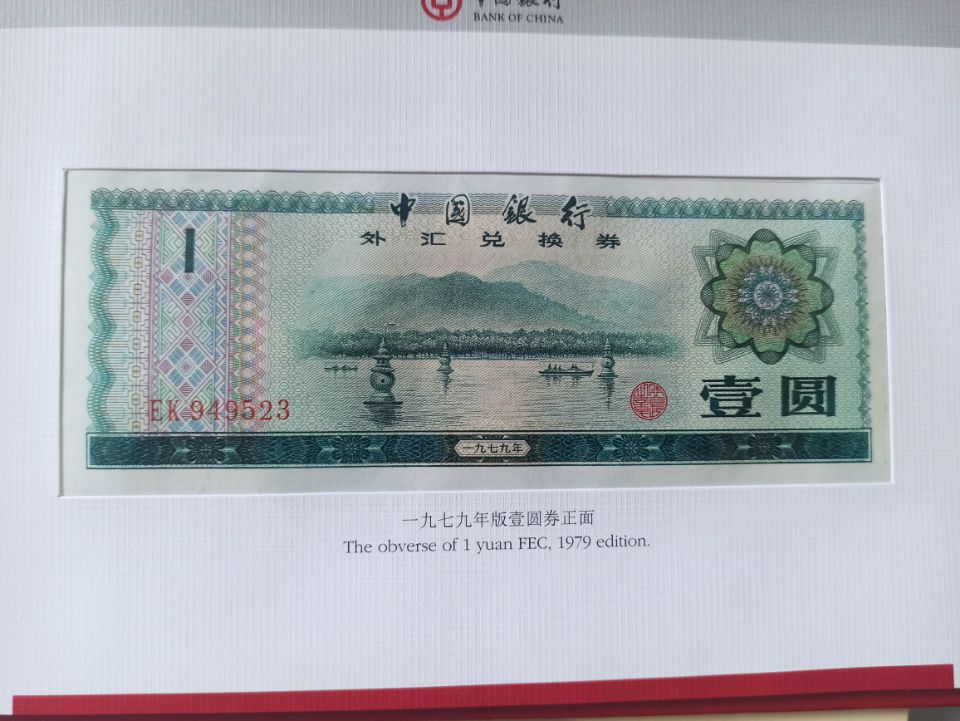 BANK OF CHINA
中國銀行
外汇兑换券
1
EK 949523
壹圆
一九七九年
一九七九年版壹圆券正面
The obverse of 1 yuan FEC, 1979 edition.